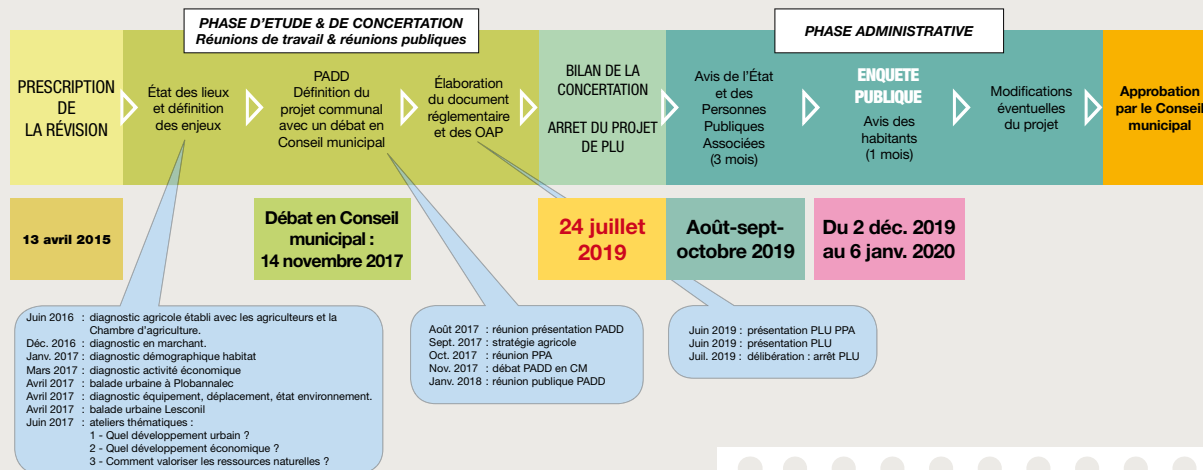 PHASE D'ETUDE & DE CONCERTATION
Réunions de travail & réunions publiques
PHASE ADMINISTRATIVE
PRESCRIPTION
DE
LA RÉVISION
État des lieux
et définition
des enjeux
PADD
Définition du
projet communal
avec un débat en
Conseil municipal
Élaboration
du document
réglementaire
et des OAP
BILAN DE LA
CONCERTATION
ARRET DU PROJET
DE PLU
Avis de l'État
et des
Personnes
Publiques
Associées
(3 mois)
ENQUETE
PUBLIQUE
Avis des
habitants
(1 mois)
Modifications
éventuelles
du projet
Approbation
par le Conseil
municipal
13 avril 2015
Débat en Conseil
municipal :
14 novembre 2017
24 juillet
2019
Août-sept-
octobre 2019
Du 2 déc. 2019
au 6 janv. 2020
Juin 2016 : diagnostic agricole établi avec les agriculteurs et la
Chambre d'agriculture.
Déc. 2016 : diagnostic en marchant.
Janv. 2017 : diagnostic démographique habitat
Mars 2017 : diagnostic activité économique
Avril 2017 : balade urbaine à Plobannalec
Avril 2017 : diagnostic équipement, déplacement, état environnement.
Avril 2017 : balade urbaine Lesconil
Juin 2017 : ateliers thématiques :
1 - Quel développement urbain ?
2 - Quel développement économique ?
3 - Comment valoriser les ressources naturelles ?
Août 2017 : réunion présentation PADD
Sept. 2017 : stratégie agricole
Oct. 2017 : réunion PPA
Nov. 2017 : débat PADD en CM
Janv. 2018 : réunion publique PADD
Juin 2019 : présentation PLU PPA
Juin 2019 : présentation PLU
Juil. 2019 : délibération : arrêt PLU